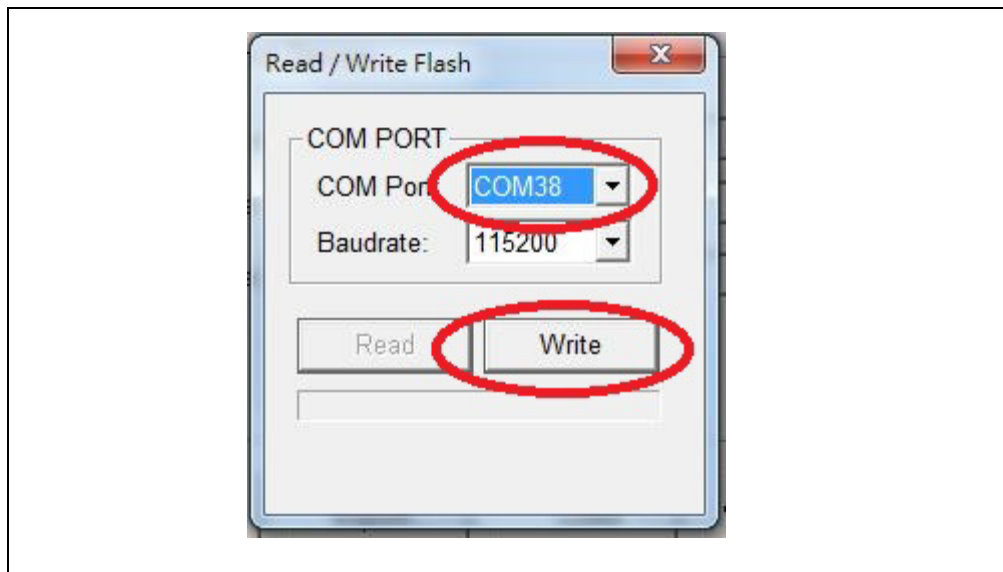 Read / Write Flash
COM PORT
COM Port COM38
Baudrate: 115200
Read Write